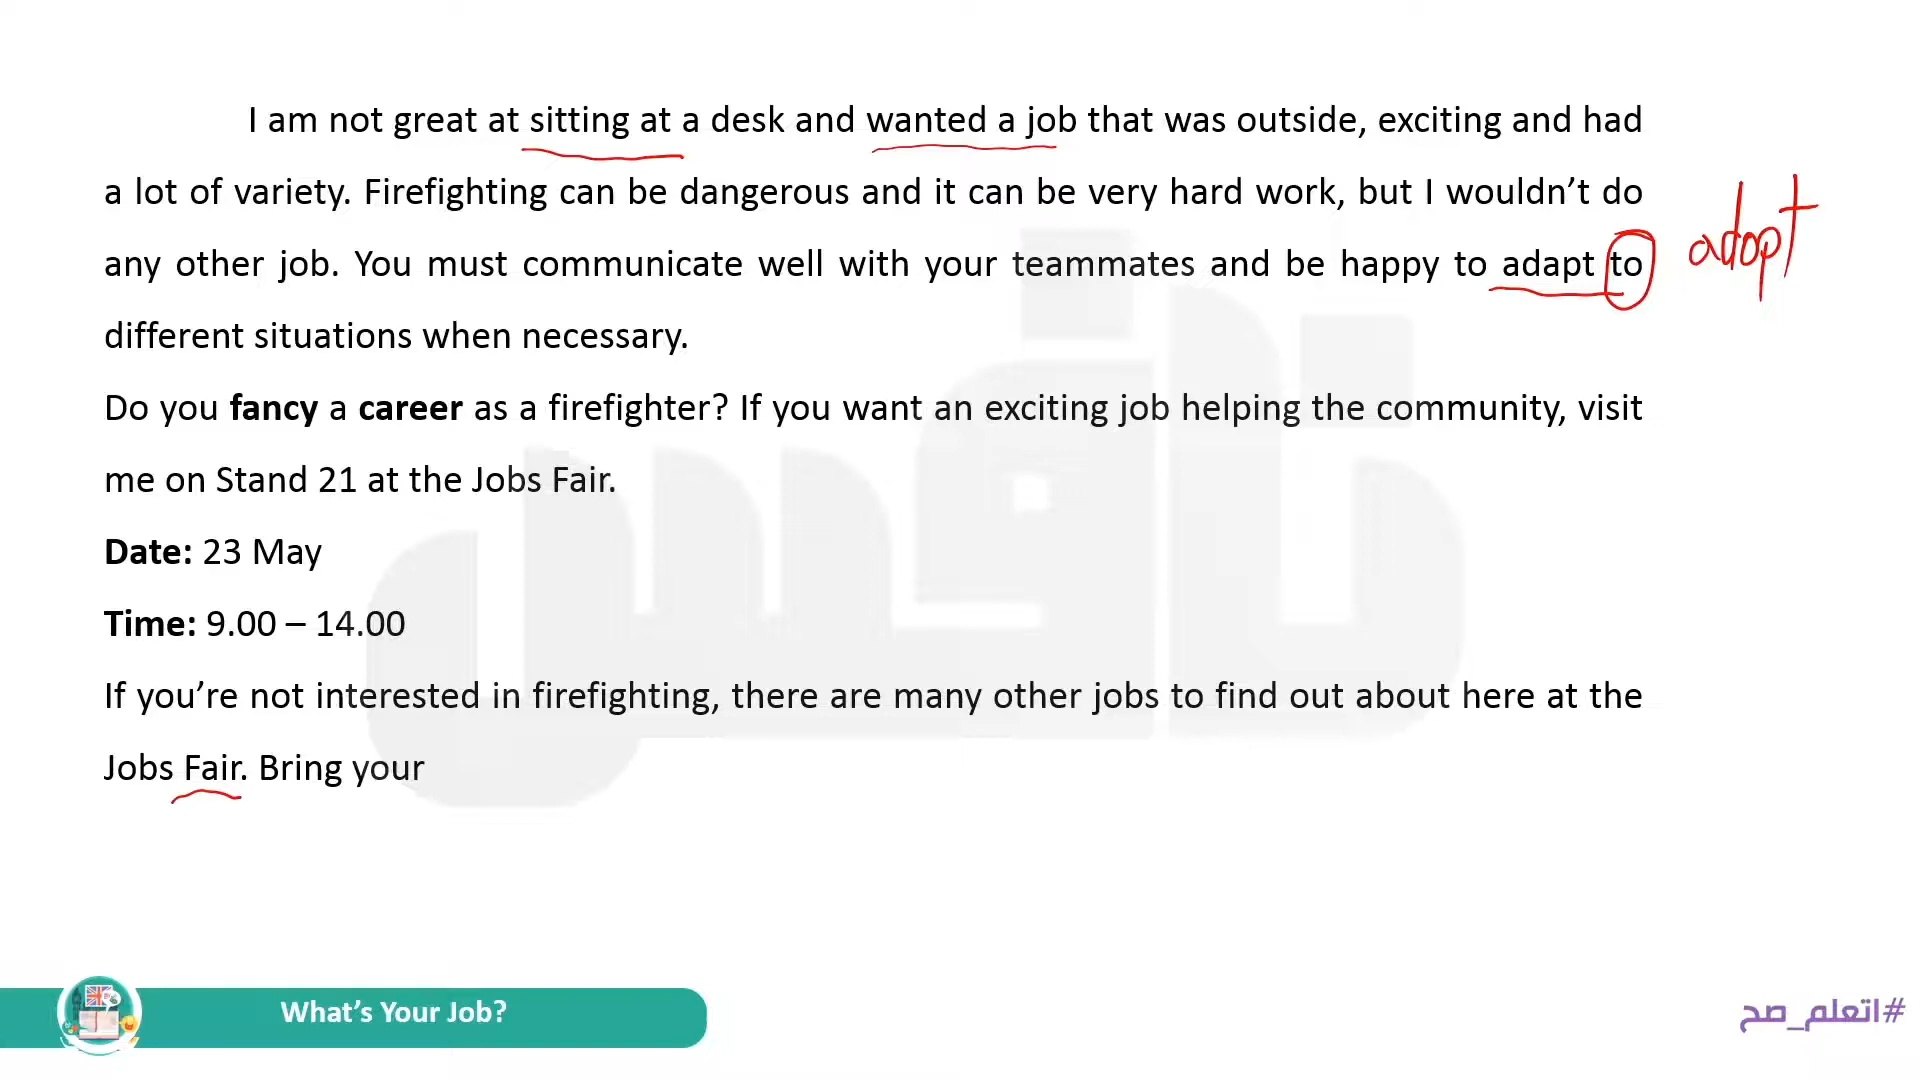 I am not great at sitting at a desk and wanted a job that was outside, exciting and had
a lot of variety. Firefighting can be dangerous and it can be very hard work, but I wouldn’t do
any other job. You must communicate well with your teammates and be happy to adapt to
adopt
different situations when necessary.
Do you fancy a career as a firefighter? If you want an exciting job helping the community, visit
me on Stand 21 at the Jobs Fair.
Date: 23 May
Time: 9.00 – 14.00
If you’re not interested in firefighting, there are many other jobs to find out about here at the
Jobs Fair. Bring your
نافس
What’s Your Job?
#اتعلم_صح